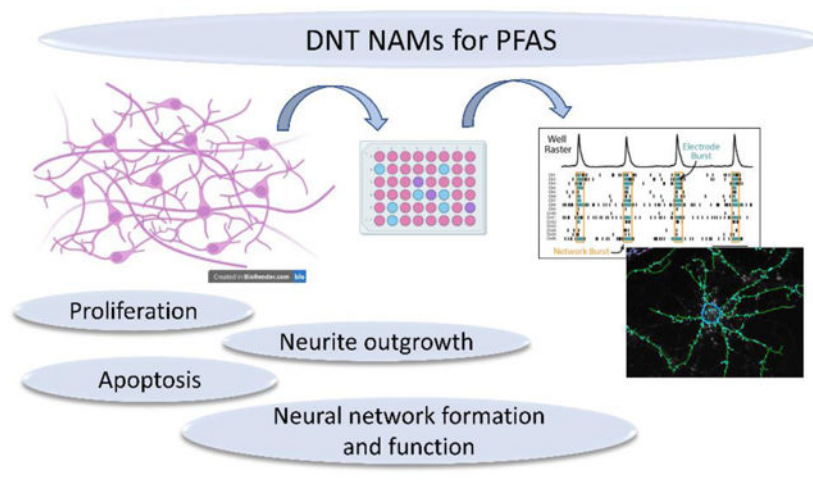 DNT NAMs for PFAS
Well
Raster
Electrode
Burst
Network Burst
Created in BioRender.com bio
Proliferation
Neurite outgrowth
Apoptosis
Neural network formation
and function